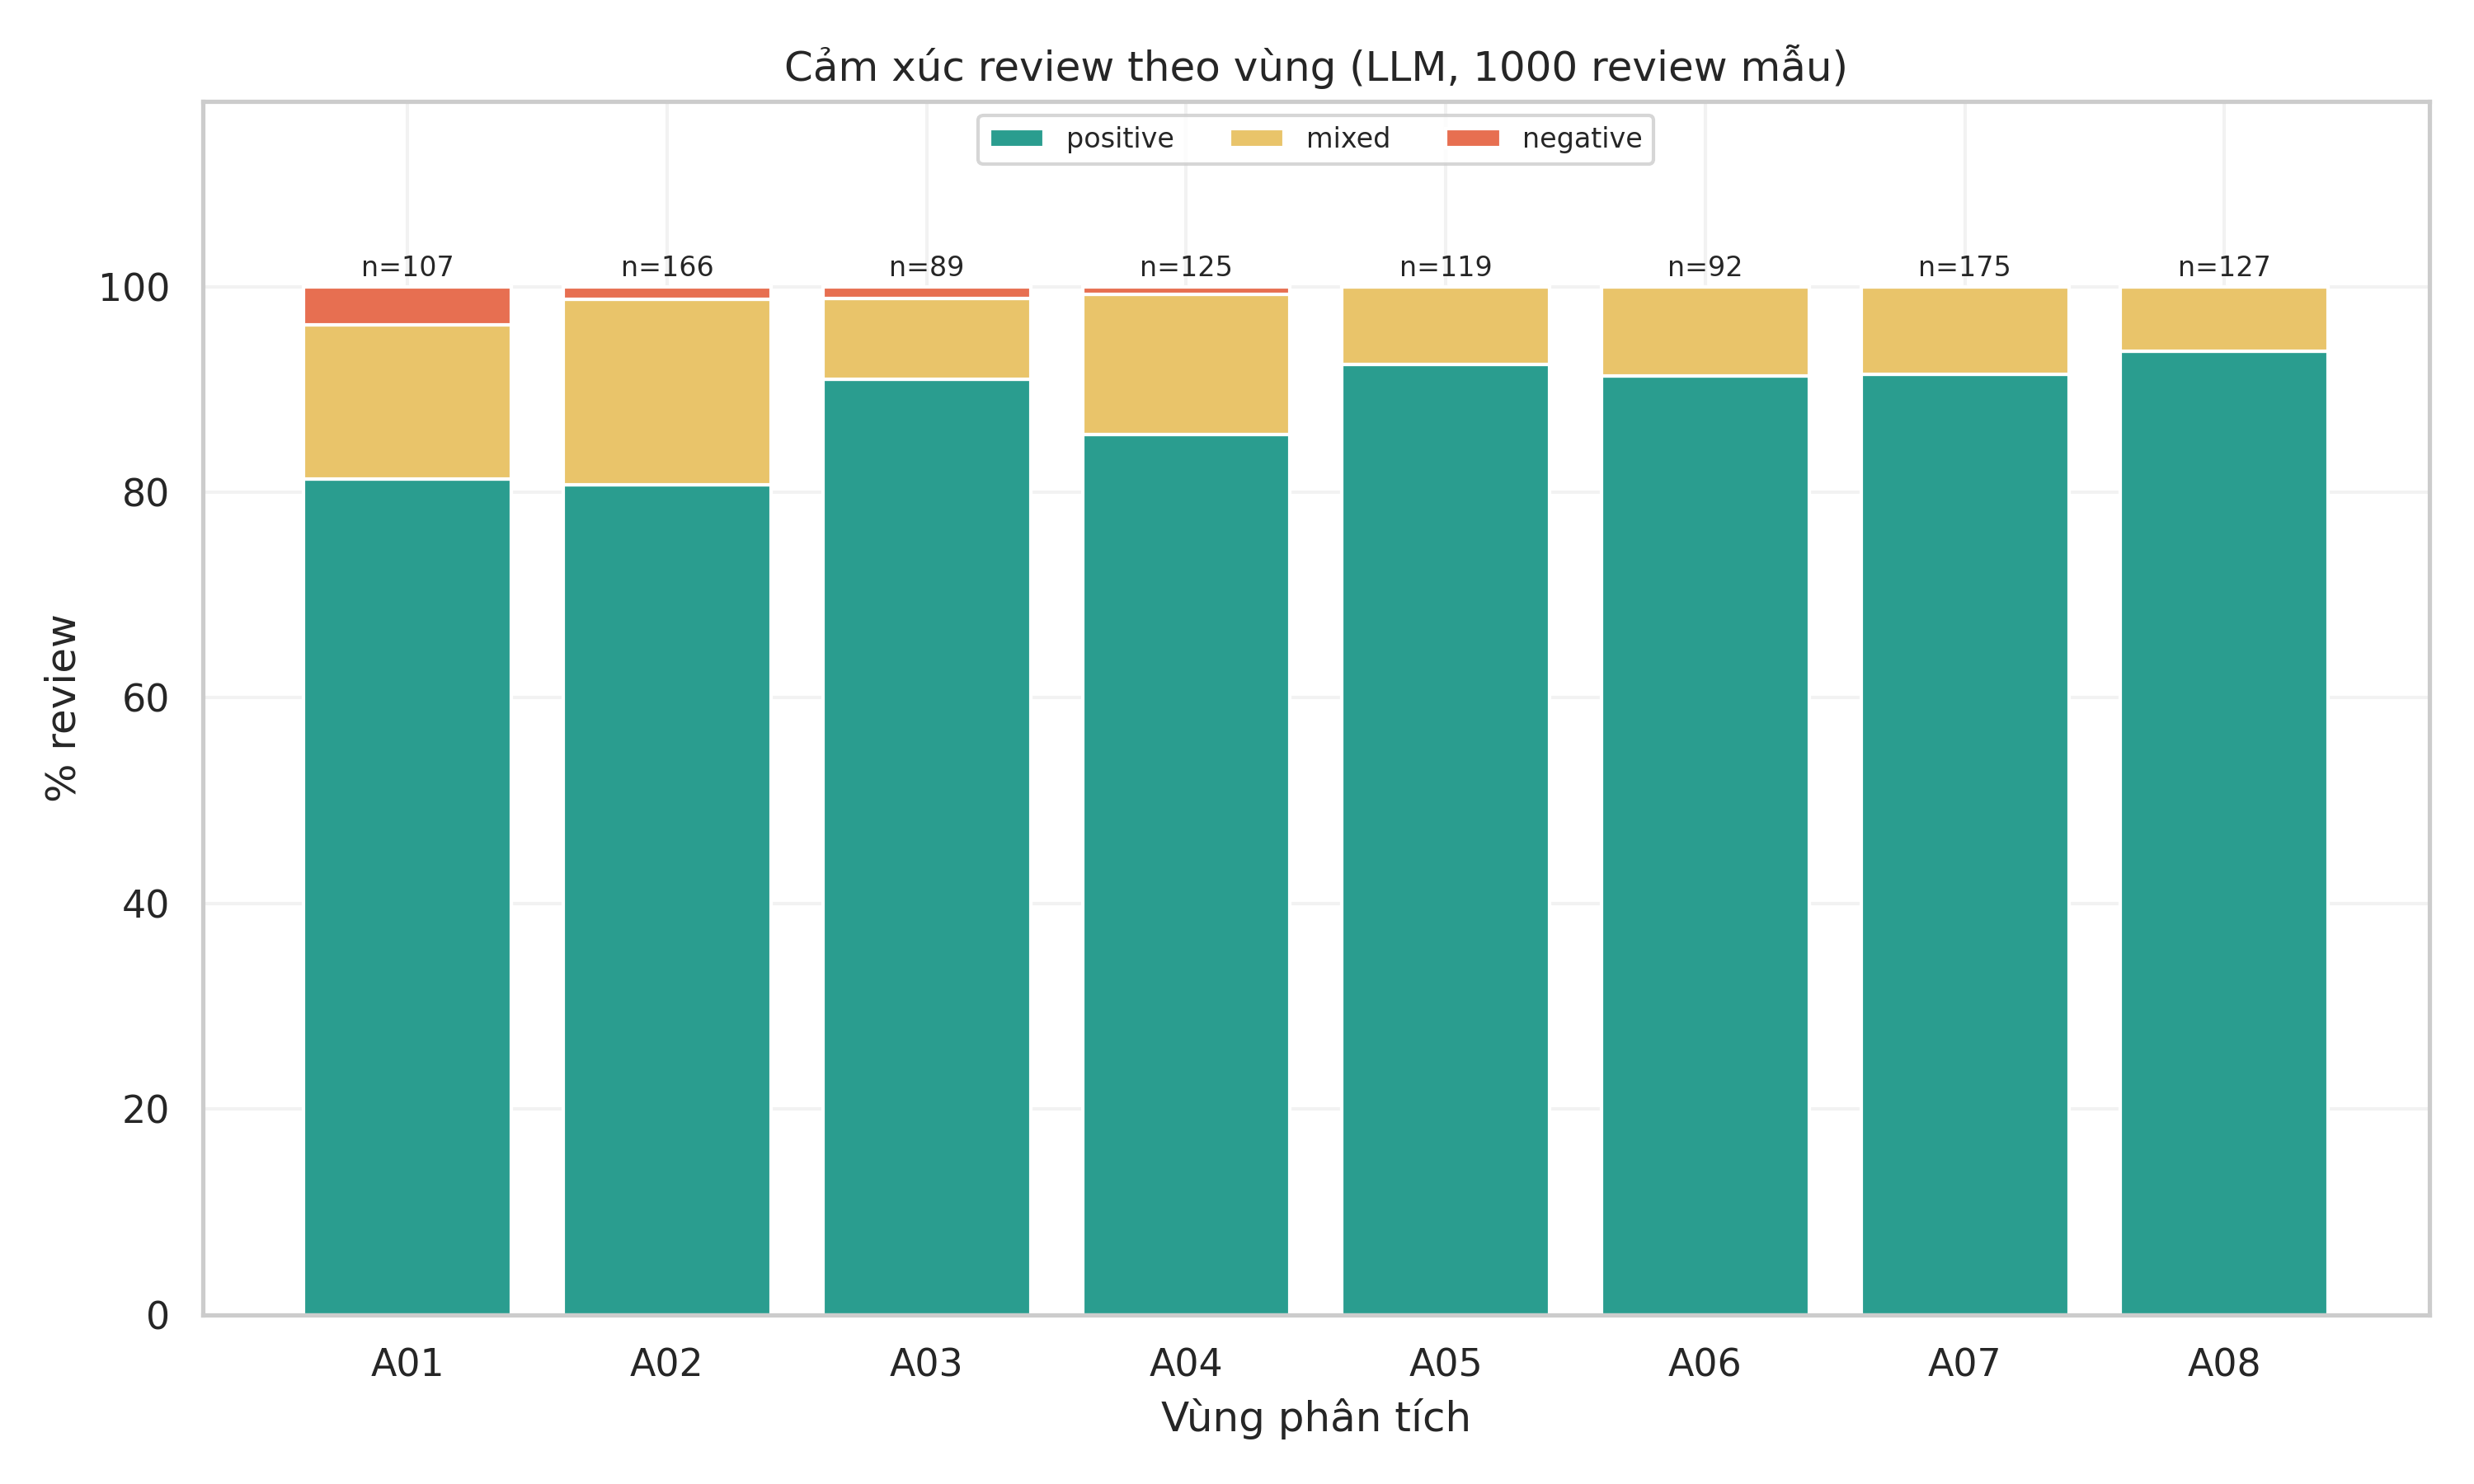 Cảm xúc review theo vùng (LLM, 1000 review mẫu)
positive mixed negative
n=107 n=166 n=89 n=125 n=119 n=92 n=175 n=127
100
80
60
40
20
0
% review
A01 A02 A03 A04 A05 A06 A07 A08
Vùng phân tích